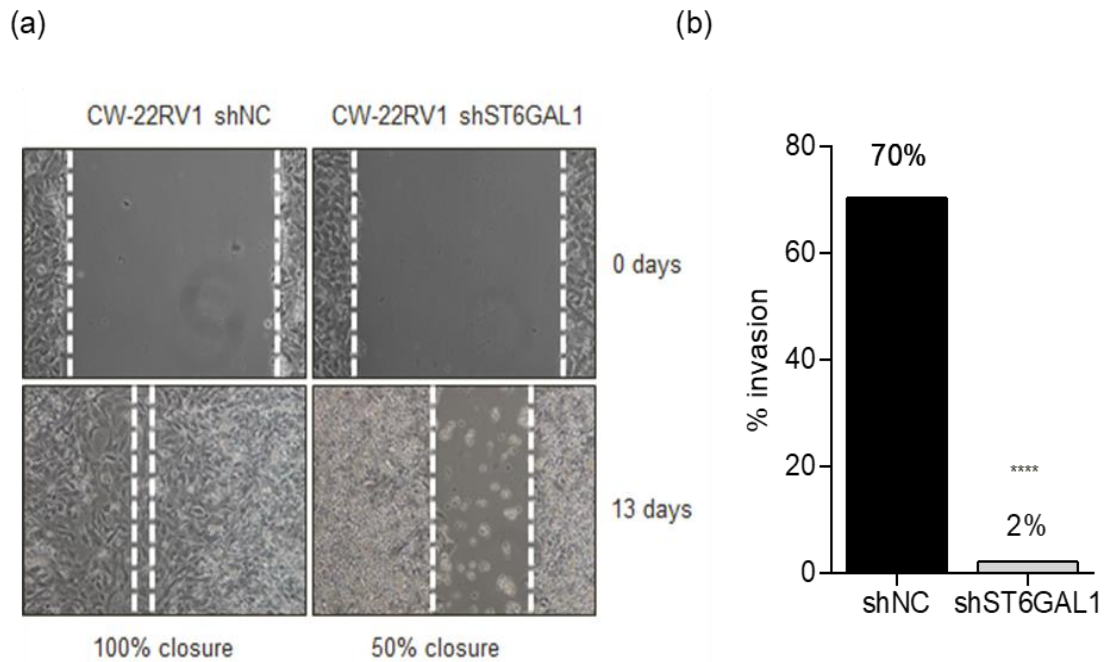 (a)
CW-22RV1 shNC
CW-22RV1 shST6GAL1
0 days
13 days
100% closure
50% closure
(b)
% invasion
80
60
40
20
0
70%
****
2%
shNC
shST6GAL1